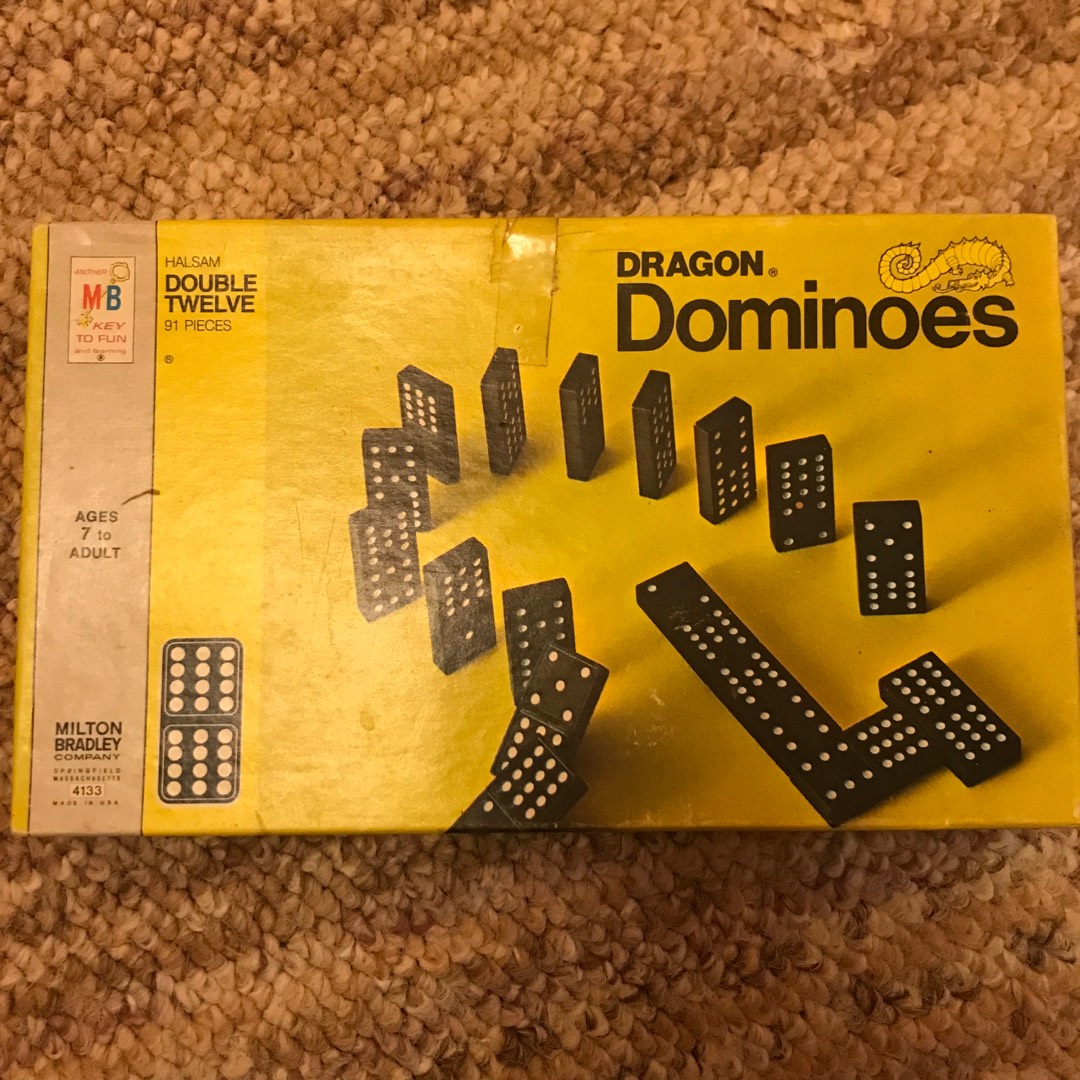 ANOTHER
MB
KEY
TO FUN
and learning
®
HALSAM
DOUBLE
TWELVE
91 PIECES
®
DRAGON®
Dominoes
AGES
7 to
ADULT
MILTON
BRADLEY
COMPANY
SPRINGFIELD
MASSACHUSETTS
4133
MADE IN U.S.A.